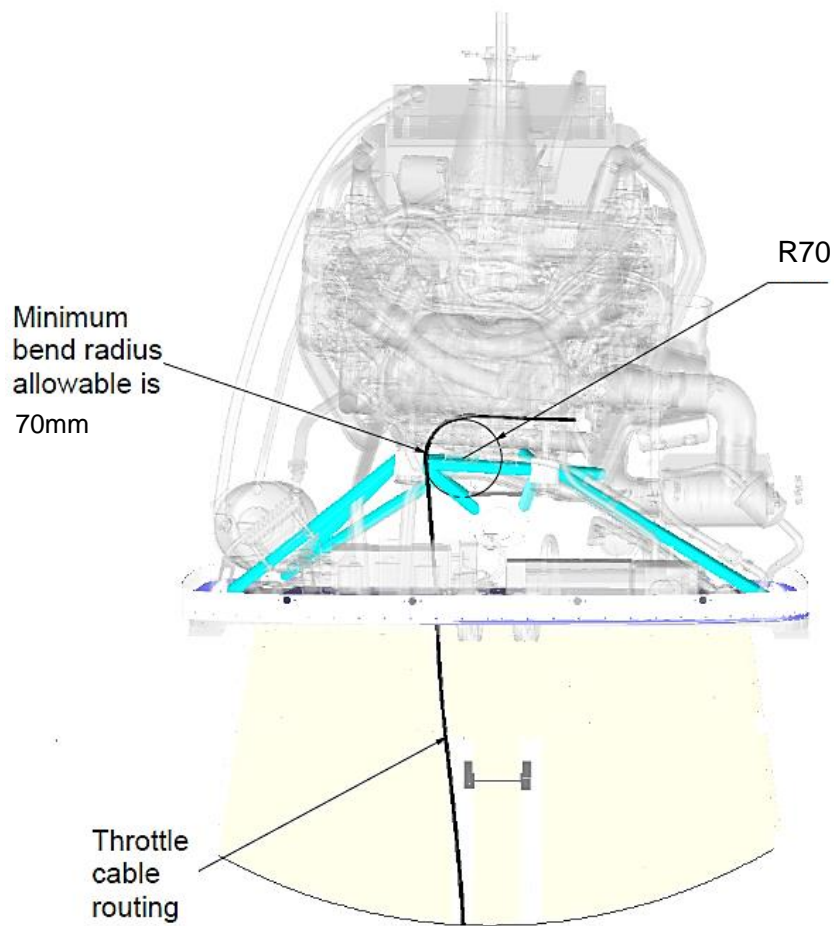 R70
Minimum
bend radius
allowable is
70mm
Throttle
cable
routing